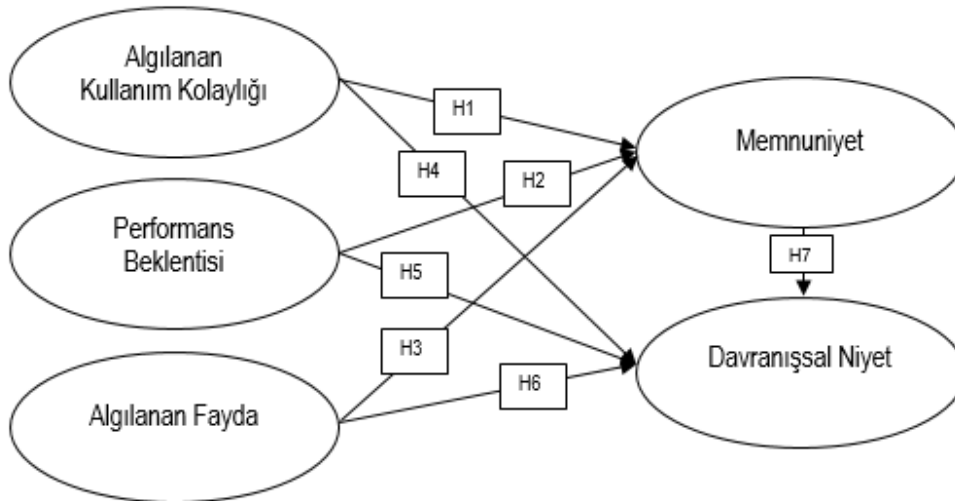 Algılanan
Kullanım Kolaylığı
H1
Memnuniyet
H4
H2
Performans
Beklentisi
H7
H5
H3
Davranışsal Niyet
H6
Algılanan Fayda